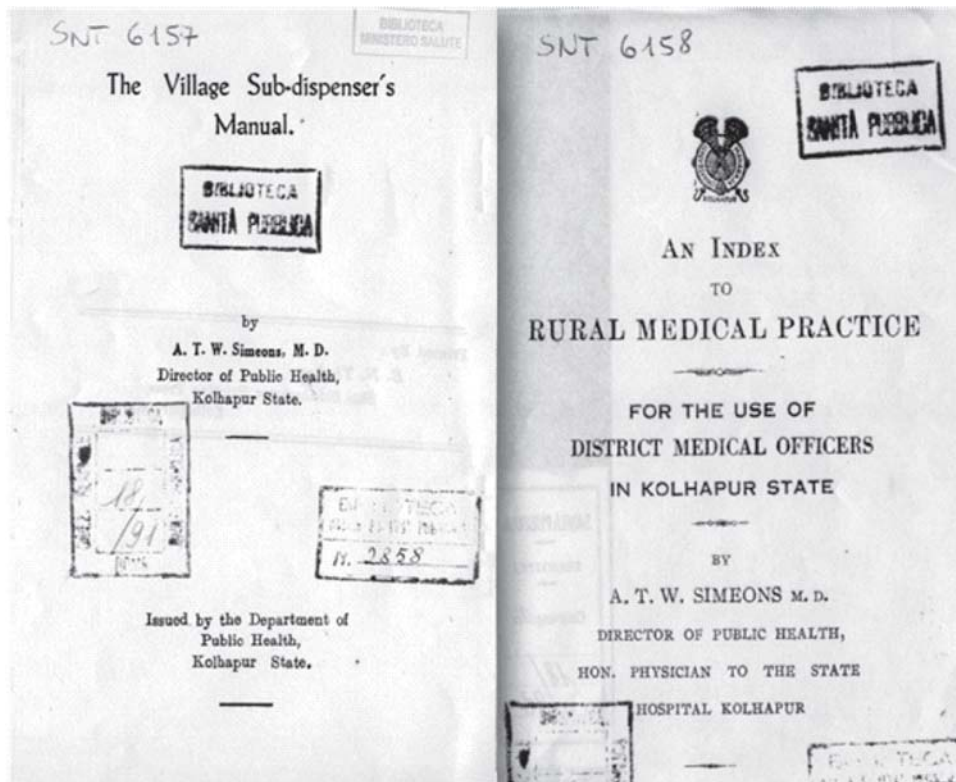 SNT 6157
BIBLIOTECA
MINISTERO SALUTE
The Village Sub-dispenser's
Manual.
BIBLIOTECA
SANITÀ PUBBLICA
by
A. T. W. Simeons, M. D.
Director of Public Health,
Kolhapur State.
18
/91
BIBLIOTECA
N. 2858
Issued by the Department of
Public Health,
Kolhapur State.
SNT 6158
BIBLIOTECA
SANITÀ PUBBLICA
KOLHAPUR
AN INDEX
TO
RURAL MEDICAL PRACTICE
FOR THE USE OF
DISTRICT MEDICAL OFFICERS
IN KOLHAPUR STATE
BY
A. T. W. SIMEONS M. D.
DIRECTOR OF PUBLIC HEALTH,
HON. PHYSICIAN TO THE STATE
HOSPITAL KOLHAPUR